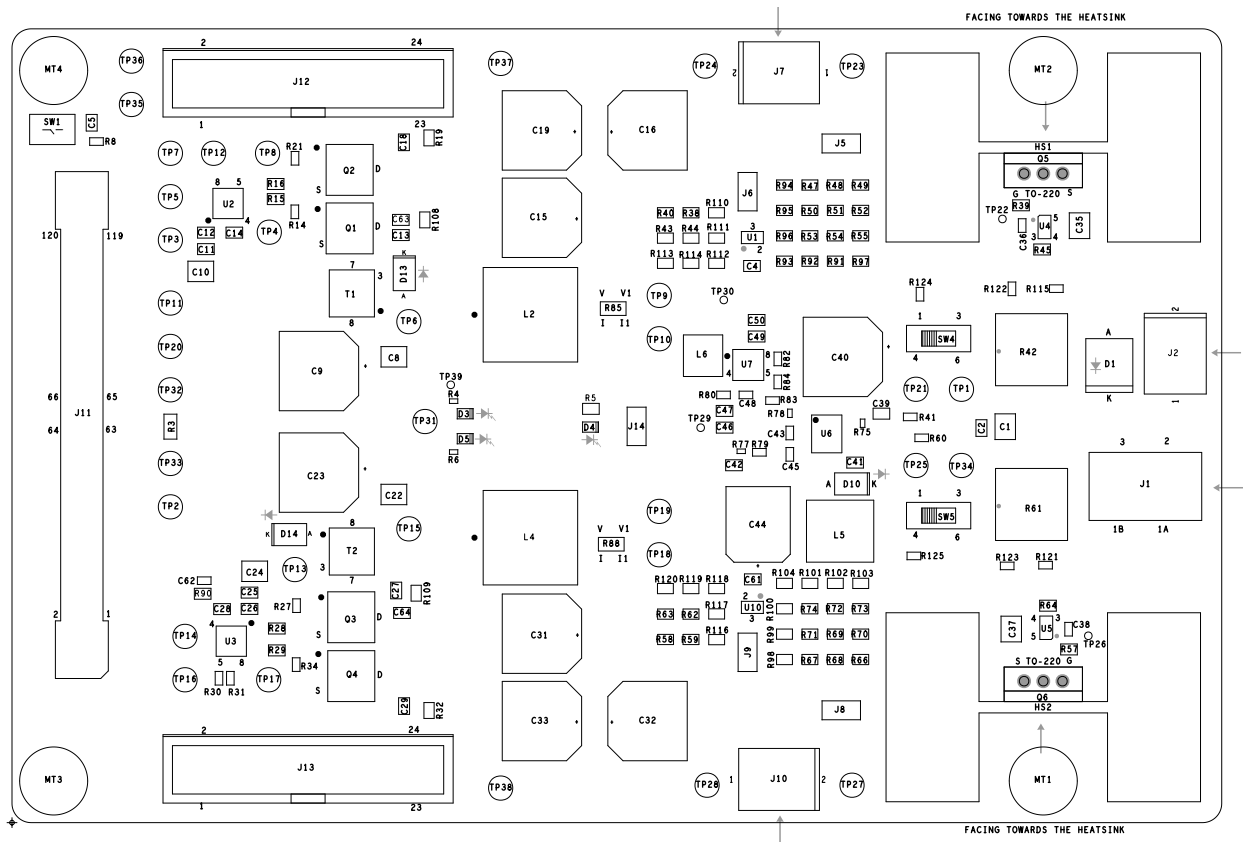 FACING TOWARDS THE HEATSINK
MT4
TP36
2
24
J12
TP37
TP24
2
J7
1
TP23
MT2
TP35
SW1
C5
R8
1
23
C18
R19
C19
C16
J5
HS1
Q5
G TO-220 S
TP7
TP12
TP8
R21
Q2
D
S
TP5
8
5
U2
4
R16
R15
R14
Q1
D
S
C63
C13
R108
C15
J6
R94
R47
R48
R49
R40
R38
R110
R95
R50
R51
R52
TP22
R39
C36
U4
5
3
4
C35
R45
120
119
TP3
C12
C14
C11
TP4
R43
R44
R111
3
U1
2
R96
R53
R54
R55
C10
7
3
T1
8
K
D13
A
R113
R114
R112
C4
R93
R92
R91
R97
TP11
TP6
L2
V
V1
R85
I
I1
TP9
TP30
R124
R122
R115
TP20
C9
C8
TP10
C50
C49
L6
U7
8
4
5
R82
R84
C40
1
3
SW4
4
6
R42
A
D1
K
2
J2
1
66
65
J11
64
63
TP32
TP39
R4
D3
R5
R80
C48
R83
TP21
TP1
R3
TP31
D5
R6
D4
J14
TP29
C47
C46
R78
C43
U6
R75
C39
R41
R60
C2
C1
TP33
C23
C22
R77
R79
C42
C45
C41
A
D10
K
TP25
TP34
3
2
J1
1B
1A
TP2
K
D14
A
8
T2
3
7
TP15
L4
V
V1
R88
I
I1
TP19
TP18
C44
L5
1
3
SW5
4
6
R61
R125
R123
R121
C62
R90
C24
TP13
C25
C28
C26
R27
C27
R109
C64
R120
R119
R118
C61
R104
R101
R102
R103
2
1
TP14
4
U3
5
8
R28
R29
R34
Q3
D
S
C31
R63
R62
R117
2
U10
3
R100
R74
R72
R73
R64
C37
4
3
U5
5
C38
TP26
R57
R58
R59
R116
J9
R99
R71
R69
R70
R98
R67
R68
R66
TP16
R30
R31
TP17
Q4
D
S
C29
R32
C33
C32
J8
S TO-220 G
Q6
HS2
MT3
2
24
J13
1
23
TP38
TP28
1
J10
2
TP27
MT1
FACING TOWARDS THE HEATSINK